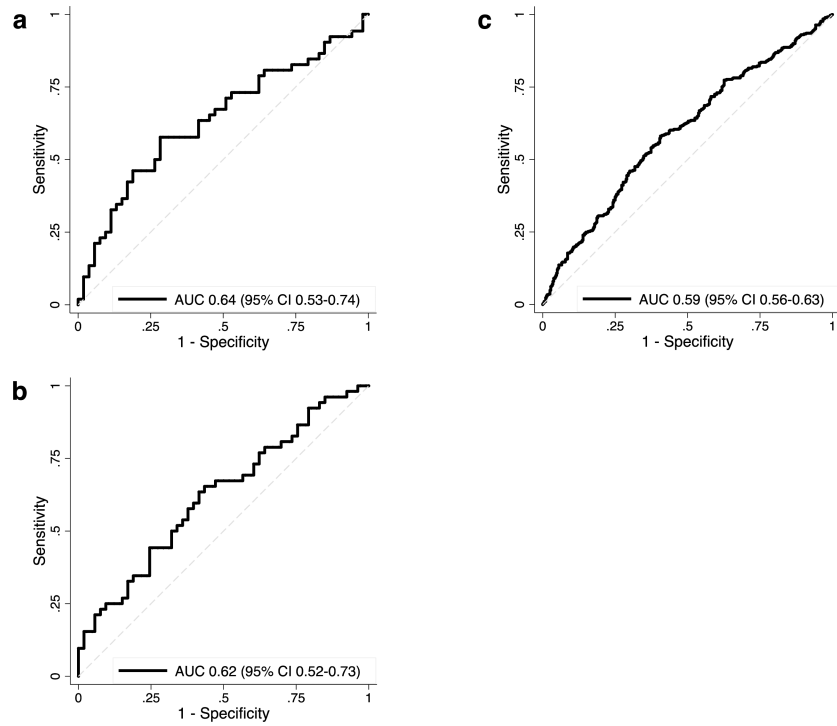 a
Sensitivity
1
.75
.5
.25
0
AUC 0.64 (95% CI 0.53-0.74)
0 .25 .5 .75 1
1 - Specificity
c
Sensitivity
1
.75
.5
.25
0
AUC 0.59 (95% CI 0.56-0.63)
0 .25 .5 .75 1
1 - Specificity
b
Sensitivity
1
.75
.5
.25
0
AUC 0.62 (95% CI 0.52-0.73)
0 .25 .5 .75 1
1 - Specificity